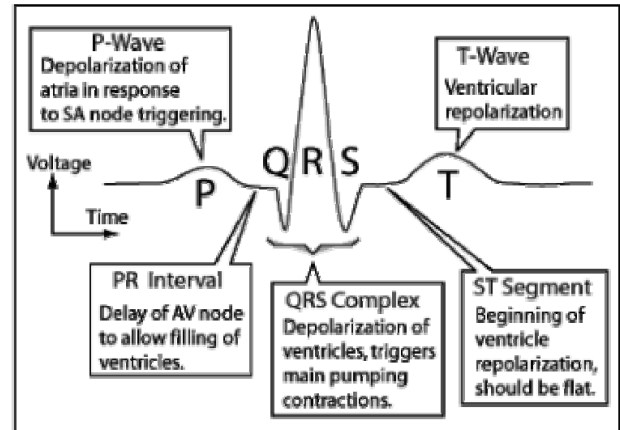 P-Wave
Depolarization of
atria in response
to SA node triggering.
T-Wave
Ventricular
repolarization
Voltage
Time
P
Q R S
T
PR Interval
Delay of AV node
to allow filling of
ventricles.
QRS Complex
Depolarization of
ventricles, triggers
main pumping
contractions.
ST Segment
Beginning of
ventricle
repolarization,
should be flat.